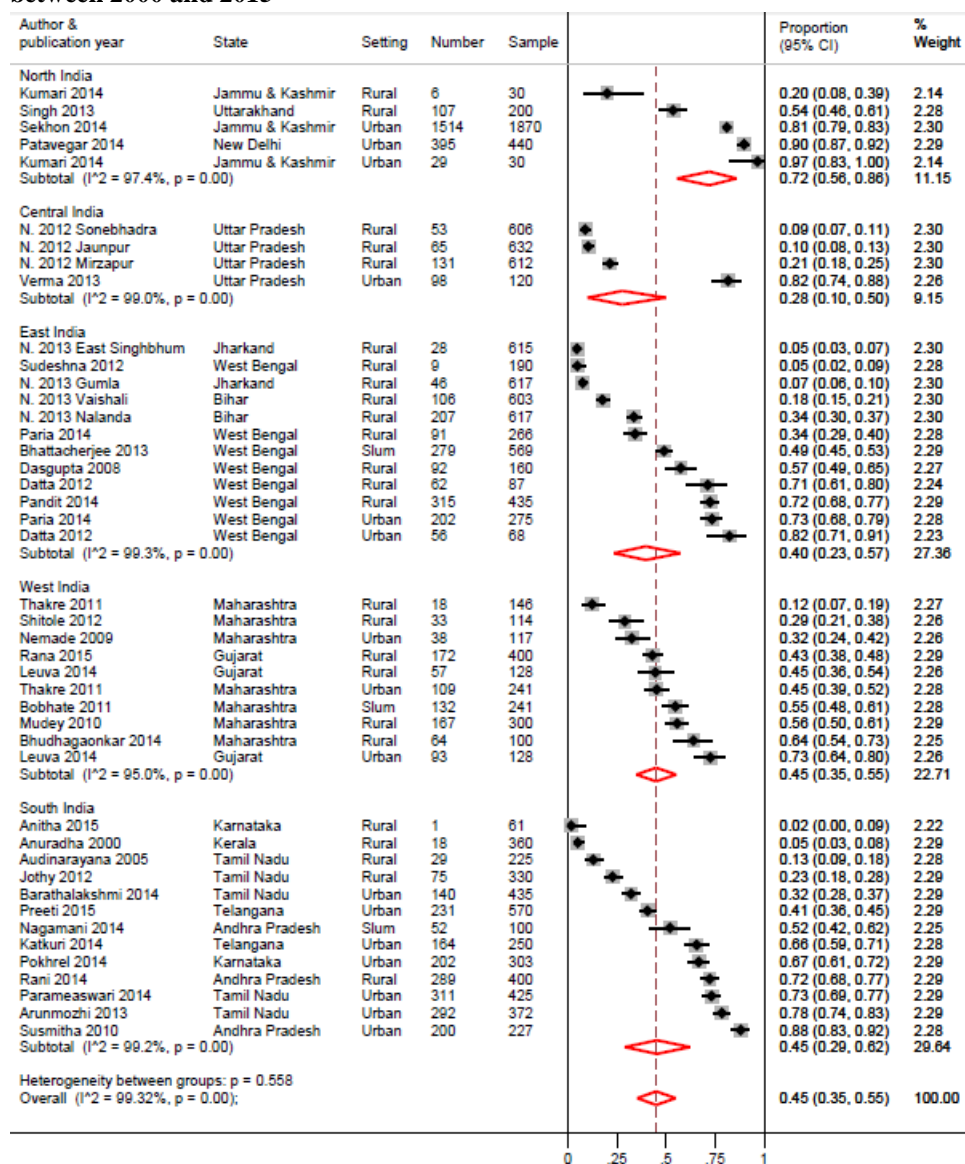 between 2000 and 2015
Author &
publication year State Setting Number Sample Proportion (95% CI) % Weight
North India
Kumari 2014 Jammu & Kashmir Rural 6 30 0.20 (0.08, 0.39) 2.14
Singh 2013 Uttarakhand Rural 107 200 0.54 (0.46, 0.61) 2.28
Sekhon 2014 Jammu & Kashmir Urban 1514 1870 0.81 (0.79, 0.83) 2.30
Patavegar 2014 New Delhi Urban 395 440 0.90 (0.87, 0.92) 2.29
Kumari 2014 Jammu & Kashmir Urban 29 30 0.97 (0.83, 1.00) 2.14
Subtotal (I^2 = 97.4%, p = 0.00) 0.72 (0.56, 0.86) 11.15
Central India
N. 2012 Sonebhadra Uttar Pradesh Rural 53 606 0.09 (0.07, 0.11) 2.30
N. 2012 Jaunpur Uttar Pradesh Rural 65 632 0.10 (0.08, 0.13) 2.30
N. 2012 Mirzapur Uttar Pradesh Rural 131 612 0.21 (0.18, 0.25) 2.30
Verma 2013 Uttar Pradesh Urban 98 120 0.82 (0.74, 0.88) 2.26
Subtotal (I^2 = 99.0%, p = 0.00) 0.28 (0.10, 0.50) 9.15
East India
N. 2013 East Singhbhum Jharkand Rural 28 615 0.05 (0.03, 0.07) 2.30
Sudeshna 2012 West Bengal Rural 9 190 0.05 (0.02, 0.09) 2.28
N. 2013 Gumla Jharkand Rural 46 617 0.07 (0.06, 0.10) 2.30
N. 2013 Vaishali Bihar Rural 106 603 0.18 (0.15, 0.21) 2.30
N. 2013 Nalanda Bihar Rural 207 617 0.34 (0.30, 0.37) 2.30
Paria 2014 West Bengal Rural 91 266 0.34 (0.29, 0.40) 2.28
Bhattacherjee 2013 West Bengal Slum 279 569 0.49 (0.45, 0.53) 2.29
Dasgupta 2008 West Bengal Rural 92 160 0.57 (0.49, 0.65) 2.27
Datta 2012 West Bengal Rural 62 87 0.71 (0.61, 0.80) 2.24
Pandit 2014 West Bengal Rural 315 435 0.72 (0.68, 0.77) 2.29
Paria 2014 West Bengal Urban 202 275 0.73 (0.68, 0.79) 2.28
Datta 2012 West Bengal Urban 56 68 0.82 (0.71, 0.91) 2.23
Subtotal (I^2 = 99.3%, p = 0.00) 0.40 (0.23, 0.57) 27.36
West India
Thakre 2011 Maharashtra Rural 18 146 0.12 (0.07, 0.19) 2.27
Shitole 2012 Maharashtra Rural 33 114 0.29 (0.21, 0.38) 2.26
Nemade 2009 Maharashtra Urban 38 117 0.32 (0.24, 0.42) 2.26
Rana 2015 Gujarat Rural 172 400 0.43 (0.38, 0.48) 2.29
Leuva 2014 Gujarat Rural 57 128 0.45 (0.36, 0.54) 2.26
Thakre 2011 Maharashtra Urban 109 241 0.45 (0.39, 0.52) 2.28
Bobhate 2011 Maharashtra Slum 132 241 0.55 (0.48, 0.61) 2.28
Mudey 2010 Maharashtra Rural 167 300 0.56 (0.50, 0.61) 2.29
Bhudhagaonkar 2014 Maharashtra Rural 64 100 0.64 (0.54, 0.73) 2.25
Leuva 2014 Gujarat Urban 93 128 0.73 (0.64, 0.80) 2.26
Subtotal (I^2 = 95.0%, p = 0.00) 0.45 (0.35, 0.55) 22.71
South India
Anitha 2015 Karnataka Rural 1 61 0.02 (0.00, 0.09) 2.22
Anuradha 2000 Kerala Rural 18 360 0.05 (0.03, 0.08) 2.29
Audinarayana 2005 Tamil Nadu Rural 29 225 0.13 (0.09, 0.18) 2.28
Jothy 2012 Tamil Nadu Rural 75 330 0.23 (0.18, 0.28) 2.29
Barathalakshmi 2014 Tamil Nadu Urban 140 435 0.32 (0.28, 0.37) 2.29
Preeti 2015 Telangana Urban 231 570 0.41 (0.36, 0.45) 2.29
Nagamani 2014 Andhra Pradesh Slum 52 100 0.52 (0.42, 0.62) 2.25
Katkuri 2014 Telangana Urban 164 250 0.66 (0.59, 0.71) 2.28
Pokhrel 2014 Karnataka Urban 202 303 0.67 (0.61, 0.72) 2.29
Rani 2014 Andhra Pradesh Rural 289 400 0.72 (0.68, 0.77) 2.29
Parameaswari 2014 Tamil Nadu Urban 311 425 0.73 (0.69, 0.77) 2.29
Arunmozhi 2013 Tamil Nadu Urban 292 372 0.78 (0.74, 0.83) 2.29
Susmitha 2010 Andhra Pradesh Urban 200 227 0.88 (0.83, 0.92) 2.28
Subtotal (I^2 = 99.2%, p = 0.00) 0.45 (0.29, 0.62) 29.64
Heterogeneity between groups: p = 0.558
Overall (I^2 = 99.32%, p = 0.00); 0.45 (0.35, 0.55) 100.00
0 .25 .5 .75 1